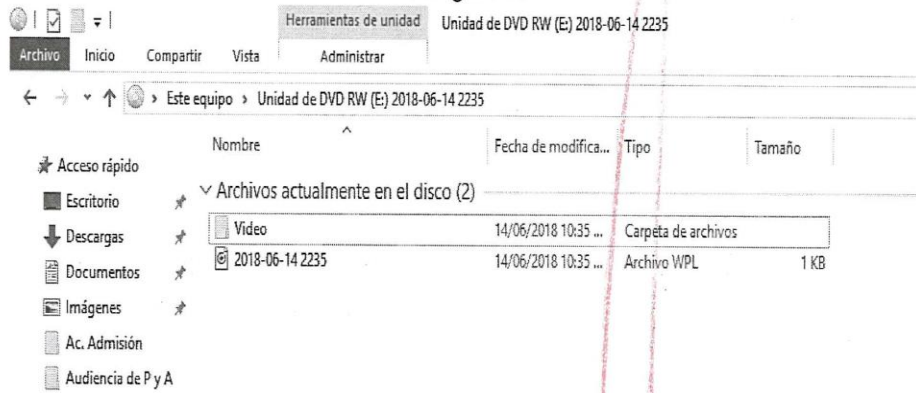 Herramientas de unidad Unidad de DVD RW (E:) 2018-06-14 2235
Archivo Inicio Compartir Vista Administrar
Este equipo > Unidad de DVD RW (E:) 2018-06-14 2235
Nombre Fecha de modifica... Tipo Tamaño
Acceso rápido
Archivos actualmente en el disco (2)
Escritorio
Video 14/06/2018 10:35 ... Carpeta de archivos
Descargas
2018-06-14 2235 14/06/2018 10:35 ... Archivo WPL 1 KB
Documentos
Imágenes
Ac. Admisión
Audiencia de P y A